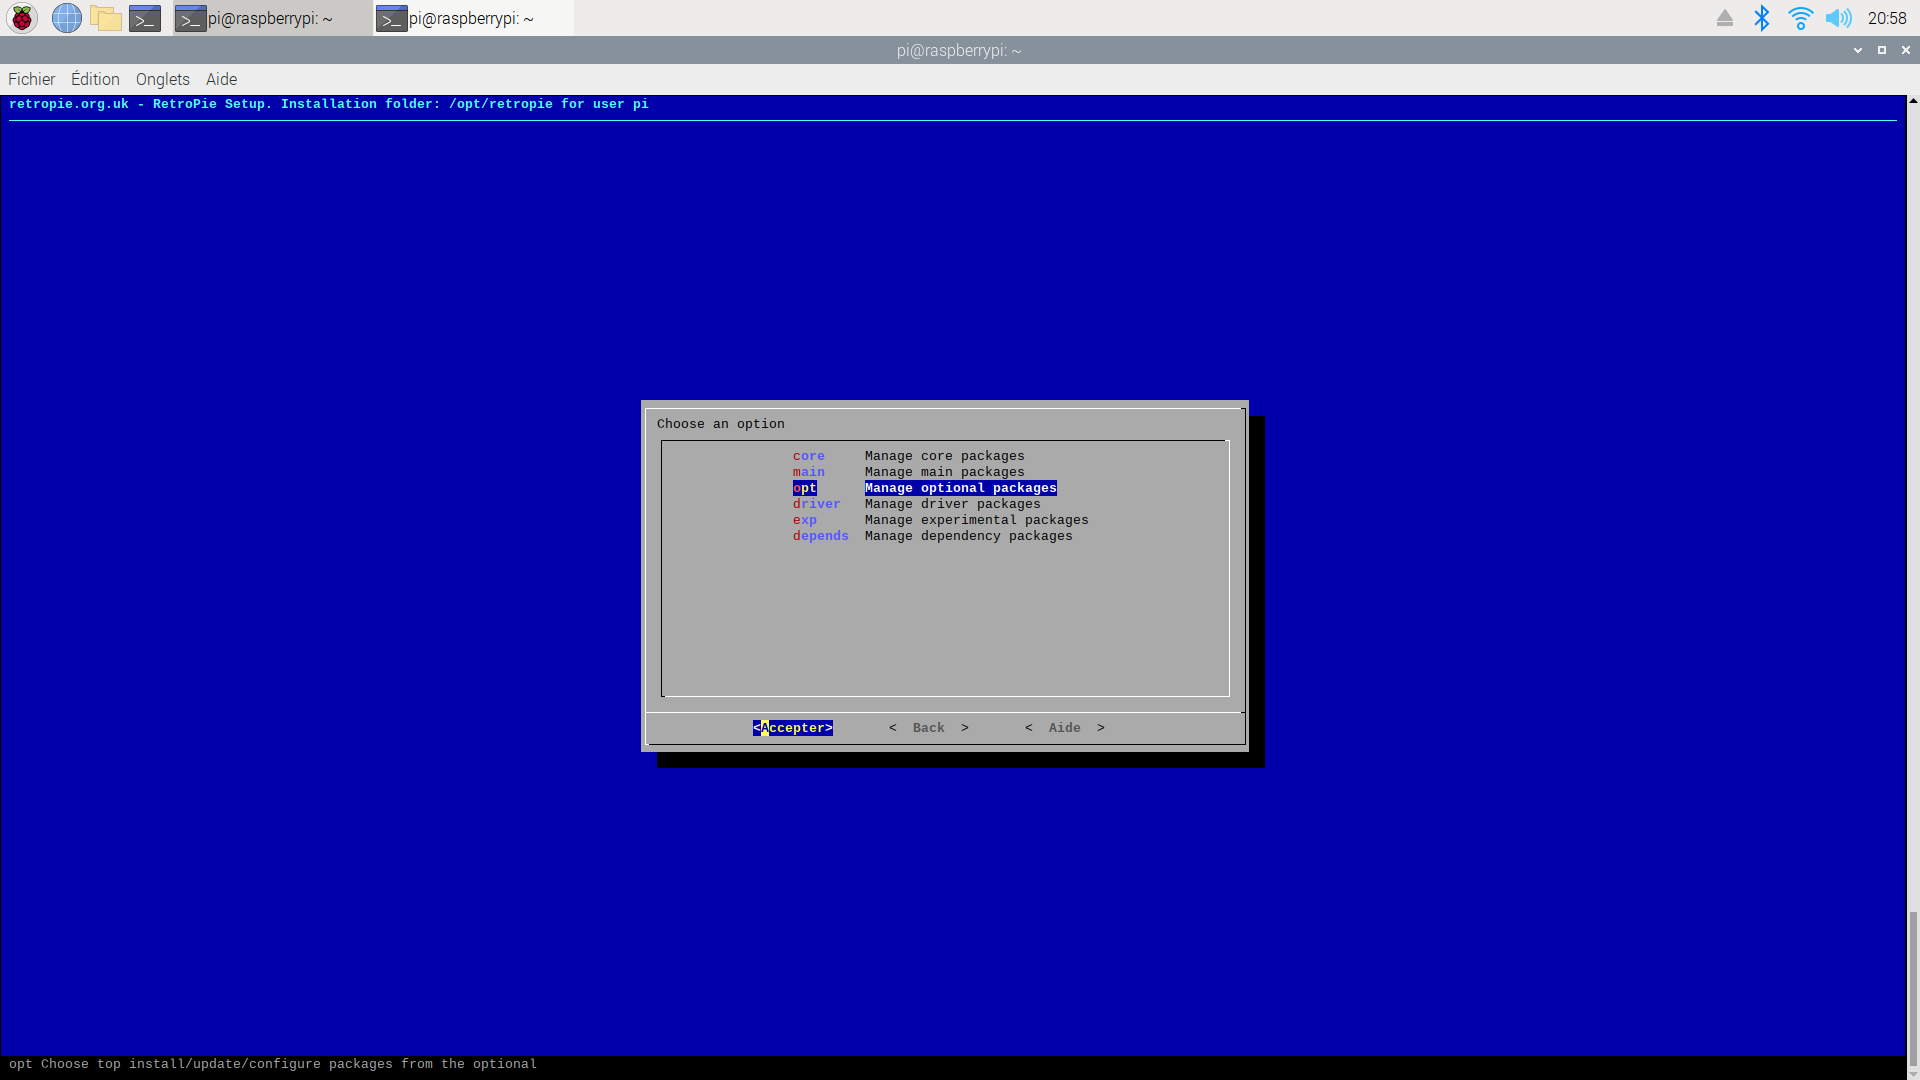 pi@raspberrypi: ~ pi@raspberrypi: ~ 20:58
pi@raspberrypi: ~
Fichier Édition Onglets Aide
retropie.org.uk - RetroPie Setup. Installation folder: /opt/retropie for user pi
Choose an option
core Manage core packages
main Manage main packages
opt Manage optional packages
driver Manage driver packages
exp Manage experimental packages
depends Manage dependency packages
<Accepter> < Back > < Aide >
opt Choose top install/update/configure packages from the optional